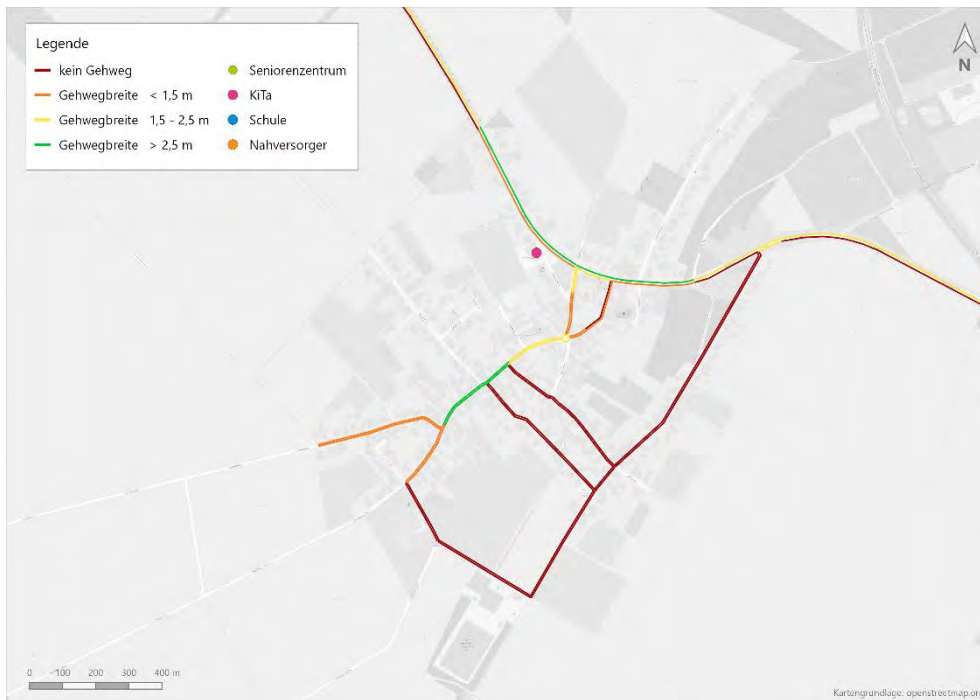 Legende
kein Gehweg
Gehwegbreite < 1,5 m
Gehwegbreite 1,5 - 2,5 m
Gehwegbreite > 2,5 m
Seniorenzentrum
KiTa
Schule
Nahversorger
N
0 100 200 300 400 m
Kartengrundlage: openstreetmap.or